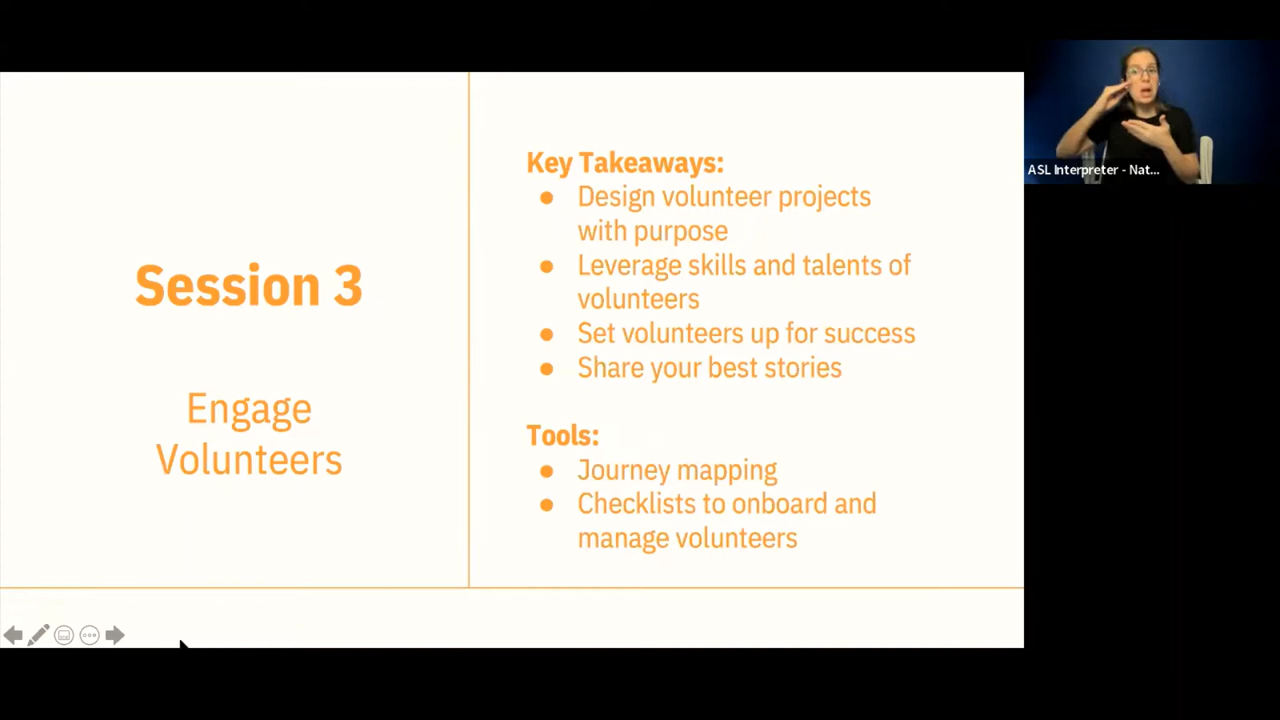 Session 3
Engage
Volunteers
Key Takeaways:
● Design volunteer projects
with purpose
● Leverage skills and talents of
volunteers
● Set volunteers up for success
● Share your best stories
Tools:
● Journey mapping
● Checklists to onboard and
manage volunteers
ASL Interpreter - Nat...